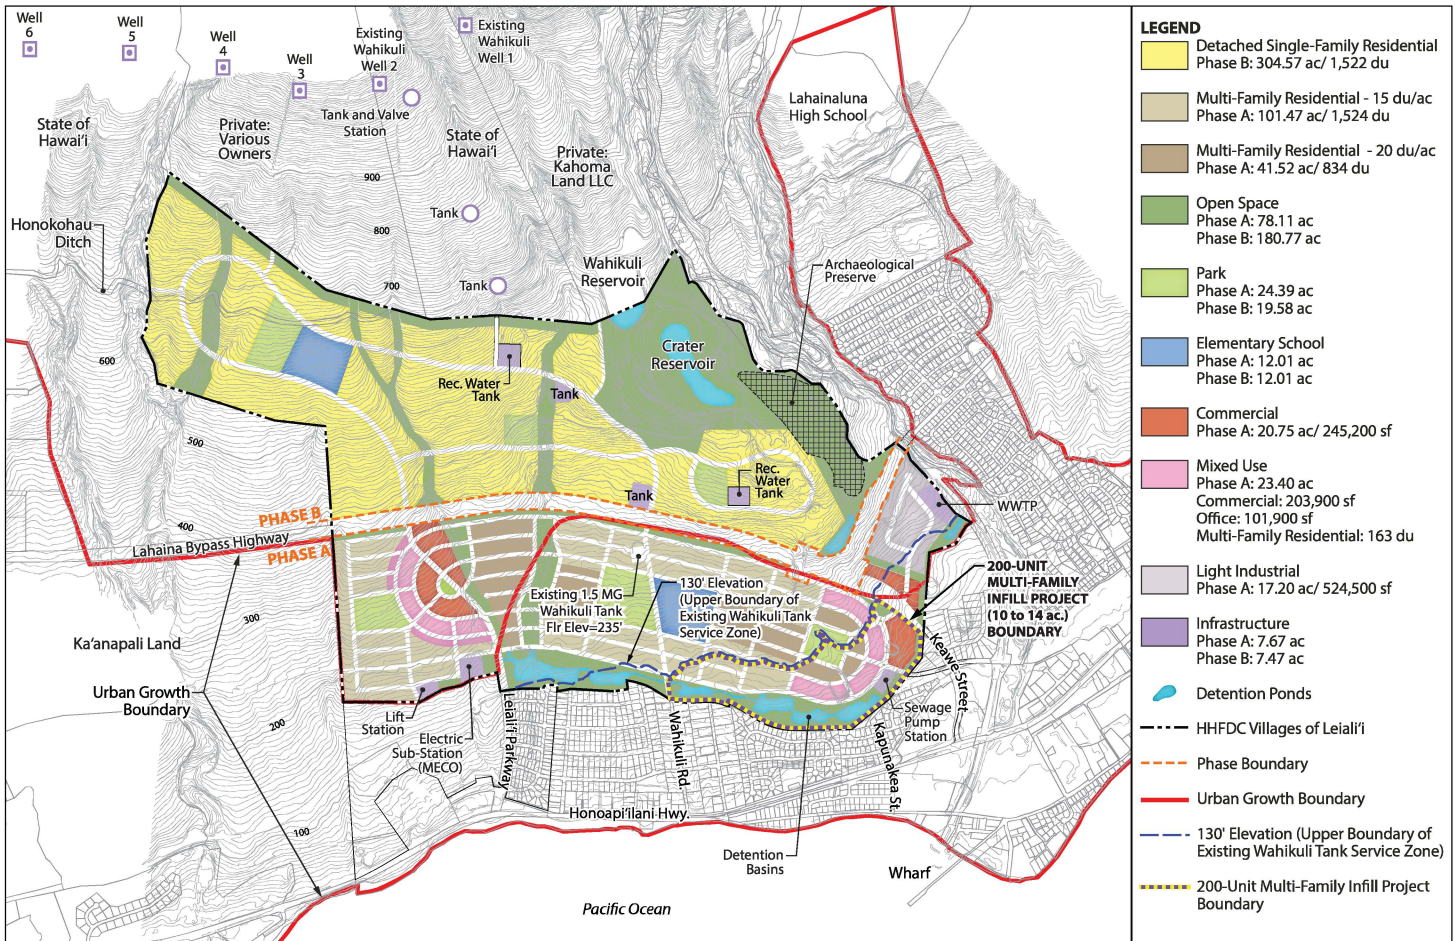 Well
6
Well
5
Well
4
Well
3
Existing
Wahikuli
Well 2
Existing
Wahikuli
Well 1
Tank and Valve
Station
State of
Hawai‘i
Private:
Various
Owners
State of
Hawai‘i
Private:
Kahoma
Land LLC
Lahainaluna
High School
900
800
700
600
500
400
300
200
100
Tank
Tank
Honokohau
Ditch
Wahikuli
Reservoir
Archaeological
Preserve
Crater
Reservoir
Rec. Water
Tank
Tank
Rec.
Water
Tank
Tank
WWTP
PHASE B
Lahaina Bypass Highway
PHASE A
Existing 1.5 MG
Wahikuli Tank
Flr Elev=235'
130' Elevation
(Upper Boundary of
Existing Wahikuli Tank
Service Zone)
200-UNIT
MULTI-FAMILY
INFILL PROJECT
(10 to 14 ac.)
BOUNDARY
Ka‘anapali Land
Urban Growth
Boundary
Lift
Station
Electric
Sub-Station
(MECO)
Leiali‘i Parkway
Wahikuli Rd.
Kapunakea St.
Keawe Street
Sewage
Pump
Station
Honoapi‘ilani Hwy.
Detention
Basins
Wharf
Pacific Ocean
LEGEND
Detached Single-Family Residential
Phase B: 304.57 ac/ 1,522 du
Multi-Family Residential - 15 du/ac
Phase A: 101.47 ac/ 1,524 du
Multi-Family Residential - 20 du/ac
Phase A: 41.52 ac/ 834 du
Open Space
Phase A: 78.11 ac
Phase B: 180.77 ac
Park
Phase A: 24.39 ac
Phase B: 19.58 ac
Elementary School
Phase A: 12.01 ac
Phase B: 12.01 ac
Commercial
Phase A: 20.75 ac/ 245,200 sf
Mixed Use
Phase A: 23.40 ac
Commercial: 203,900 sf
Office: 101,900 sf
Multi-Family Residential: 163 du
Light Industrial
Phase A: 17.20 ac/ 524,500 sf
Infrastructure
Phase A: 7.67 ac
Phase B: 7.47 ac
Detention Ponds
HHFDC Villages of Leiali‘i
Phase Boundary
Urban Growth Boundary
130' Elevation (Upper Boundary of
Existing Wahikuli Tank Service Zone)
200-Unit Multi-Family Infill Project
Boundary